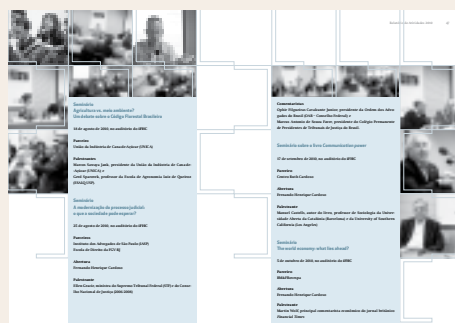 Seminário
Agricultura vs. meio ambiente?
Um debate sobre o Código Florestal Brasileiro
18 de agosto de 2010, no auditório do iFHC
Parceiro
União da Indústria de Cana-de-Açúcar (UNICA)
Palestrantes
Marcos Sawaya Jank, presidente da União da Indústria de Cana-de-
Açúcar (UNICA); e
Gerd Sparovek, professor da Escola de Agronomia Luiz de Queiroz
(ESALQ/USP).
Seminário
A modernização do processo judicial:
o que a sociedade pode esperar?
25 de agosto de 2010, no auditório do iFHC
Parceiros
Instituto dos Advogados de São Paulo (IASP)
Escola de Direito da FGV-RJ
Abertura
Fernando Henrique Cardoso
Palestrante
Ellen Gracie, ministra do Supremo Tribunal Federal (STF) e do Conse-
lho Nacional de Justiça (2006-2008)
Comentaristas
Ophir Filgueiras Cavalcante Junior, presidente da Ordem dos Advo-
gados do Brasil (OAB - Conselho Federal); e
Marcus Antonio de Souza Faver, presidente do Colégio Permanente
de Presidentes de Tribunais de Justiça do Brasil.
Seminário sobre o livro Communication power
17 de setembro de 2010, no auditório do iFHC
Parceiro
Centro Ruth Cardoso
Abertura
Fernando Henrique Cardoso
Palestrante
Manuel Castells, autor do livro, professor de Sociologia da Univer-
sidade Aberta da Catalunha (Barcelona) e da University of Southern
California (Los Angeles)
Seminário
The world economy: what lies ahead?
5 de outubro de 2010, no auditório do iFHC
Parceiro
Abertura
Fernando Henrique Cardoso
Palestrante
Martin Wolf, principal comentarista econômico do jornal britânico
Financial Times